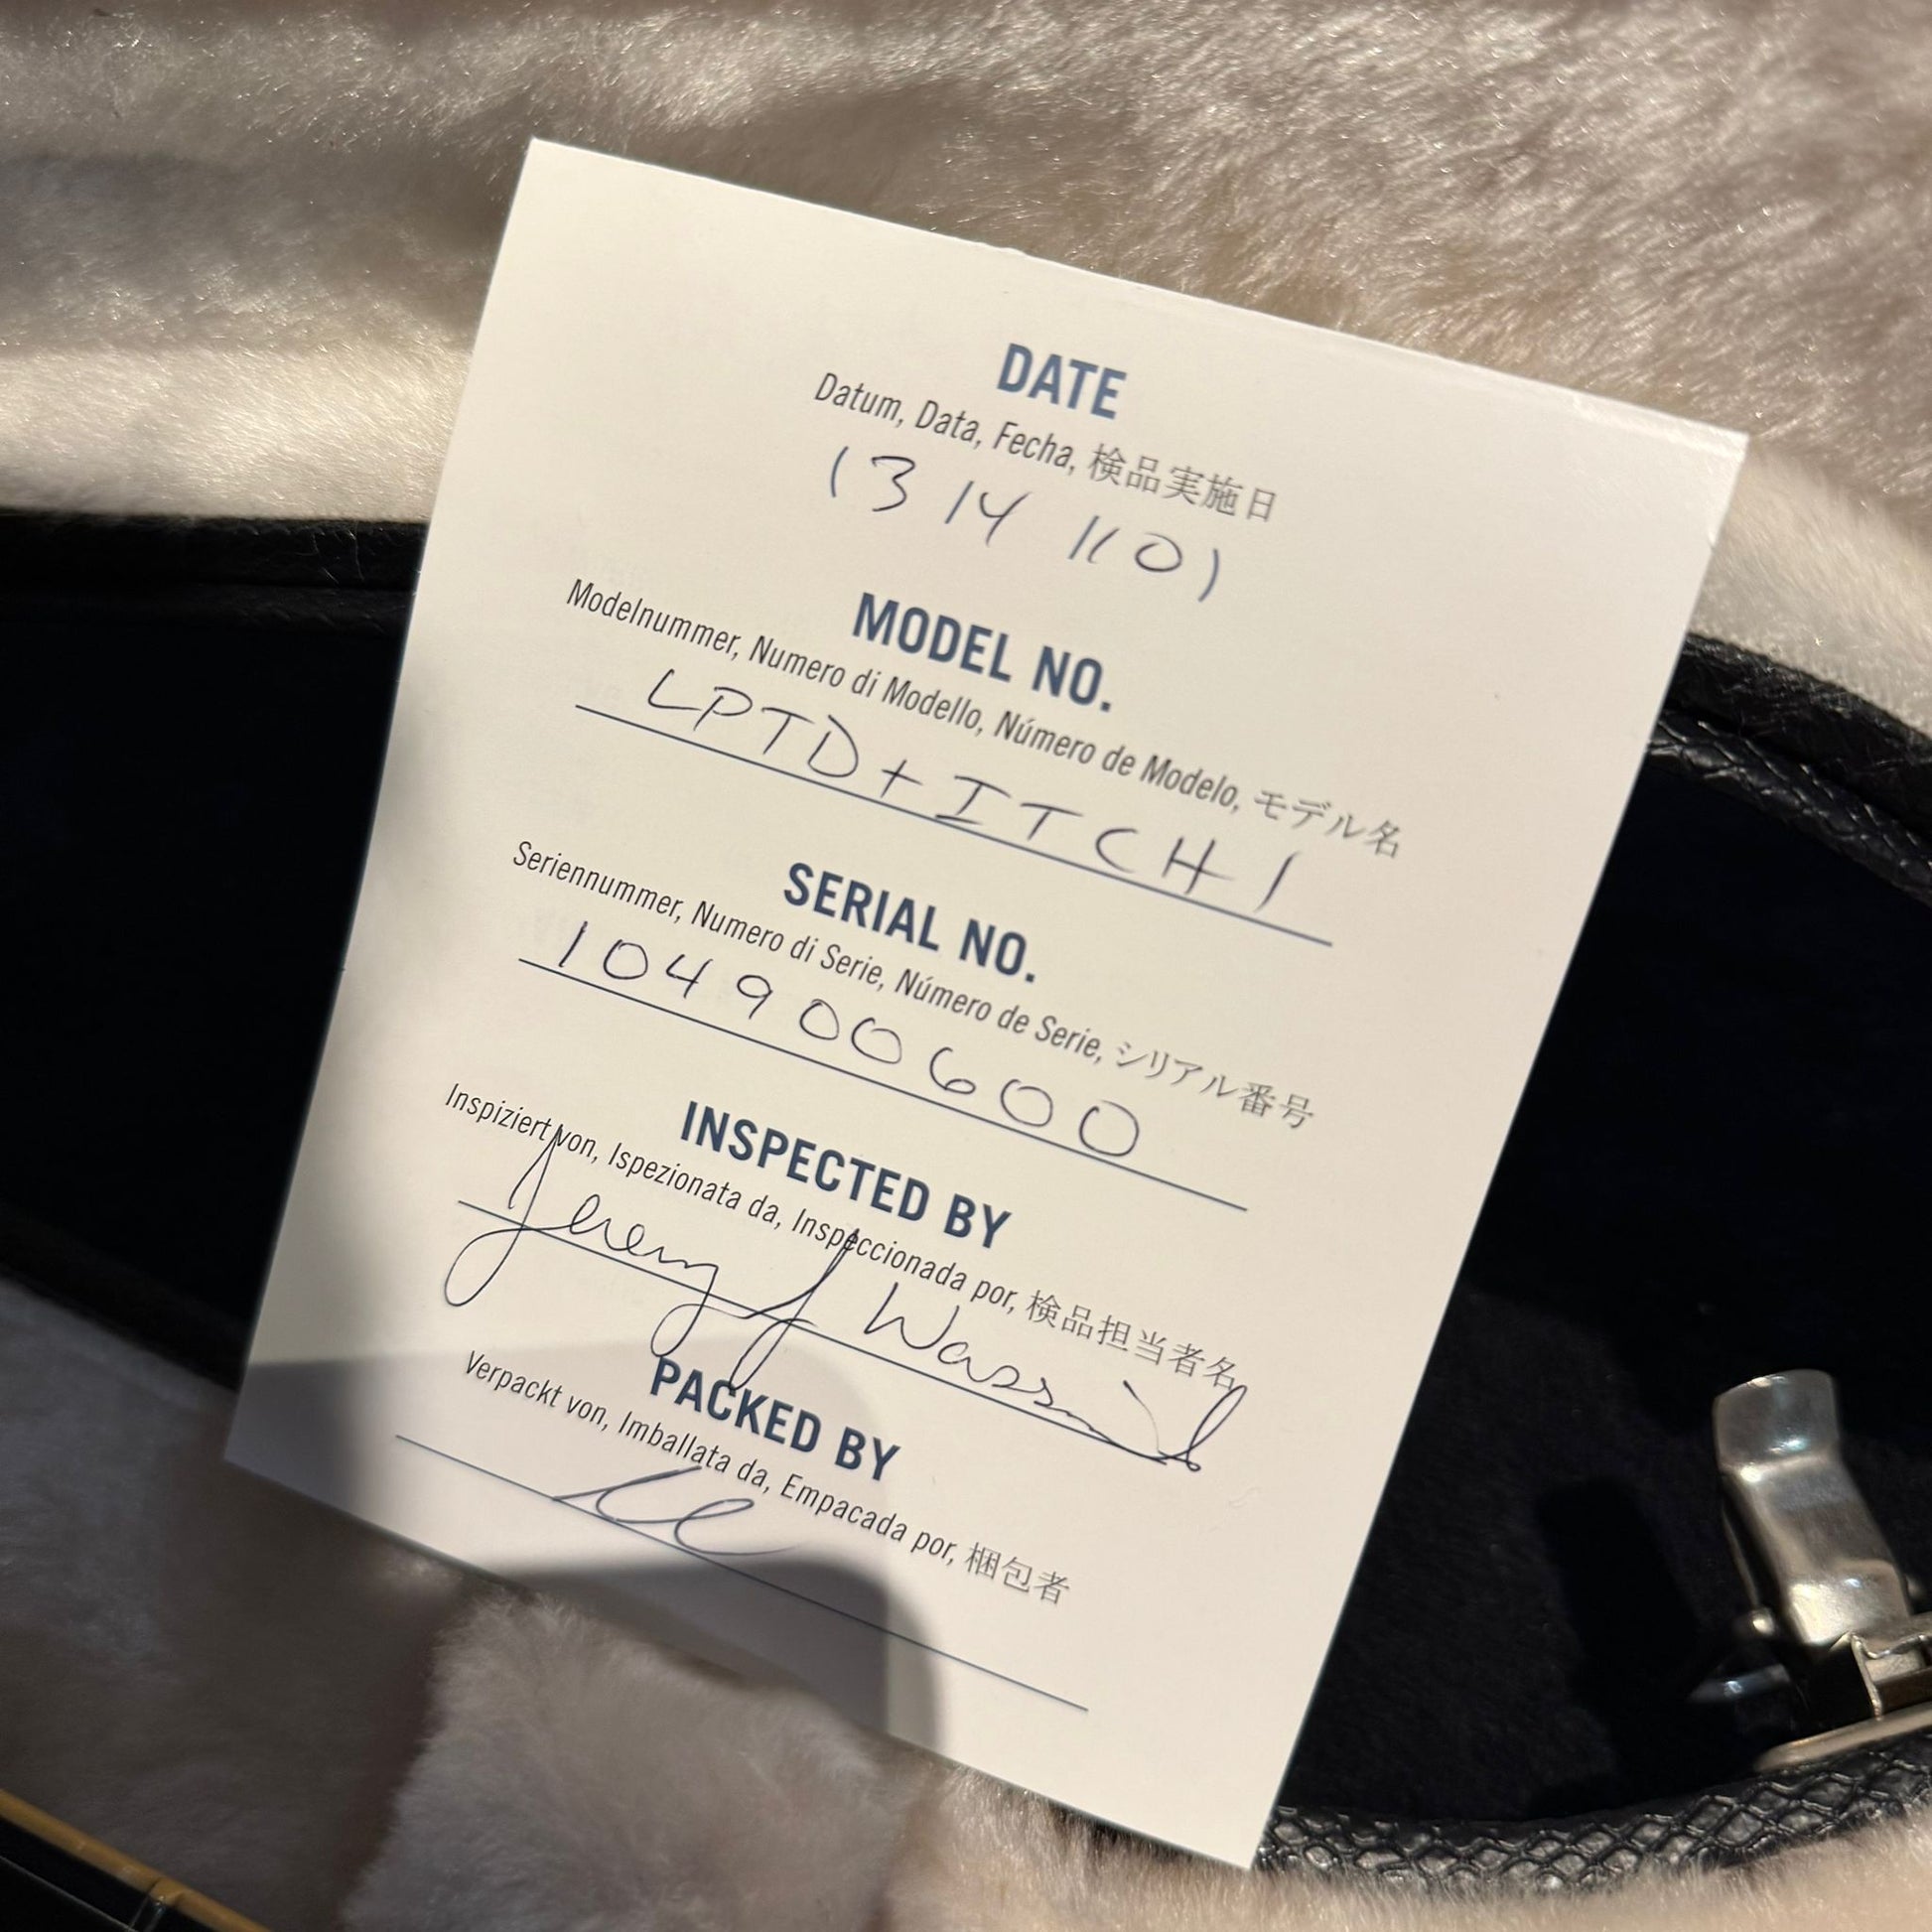 DATE
Datum, Data, Fecha, 検品実施日
13 14 1101
MODEL NO.
Modelnummer, Numero di Modello, Número de Modelo, モデル名
LPTD+ITCH1
SERIAL NO.
Seriennummer, Numero di Serie, Número de Serie, シリアル番号
104900600
INSPECTED BY
Inspiziert von, Ispezionata da, Inspeccionada por, 検品担当者名
Jeremy J
PACKED BY
Verpackt von, Imballata da, Empacada por, 梱包者